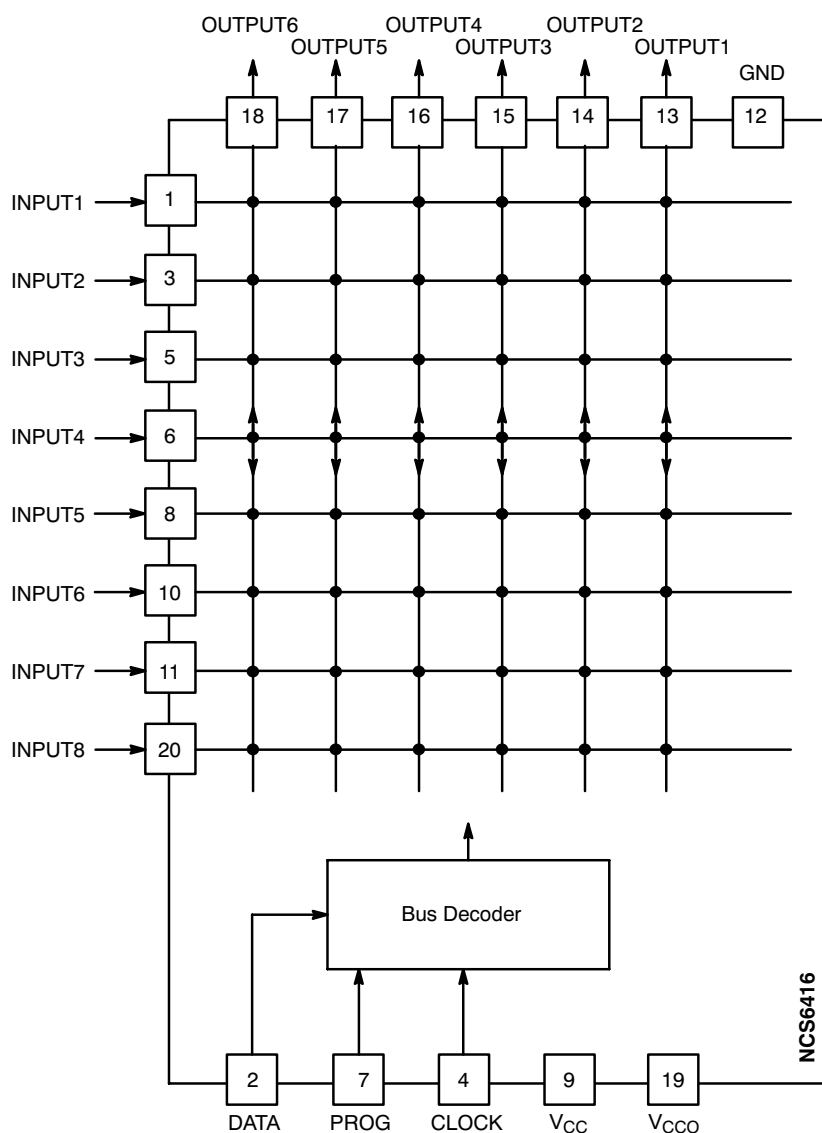 OUTPUT6 OUTPUT4 OUTPUT2
OUTPUT5 OUTPUT3 OUTPUT1
GND
18 17 16 15 14 13 12
INPUT1 1
INPUT2 3
INPUT3 5
INPUT4 6
INPUT5 8
INPUT6 10
INPUT7 11
INPUT8 20
Bus Decoder
NCS6416
2 7 4 9 19
DATA PROG CLOCK VCC VCCO